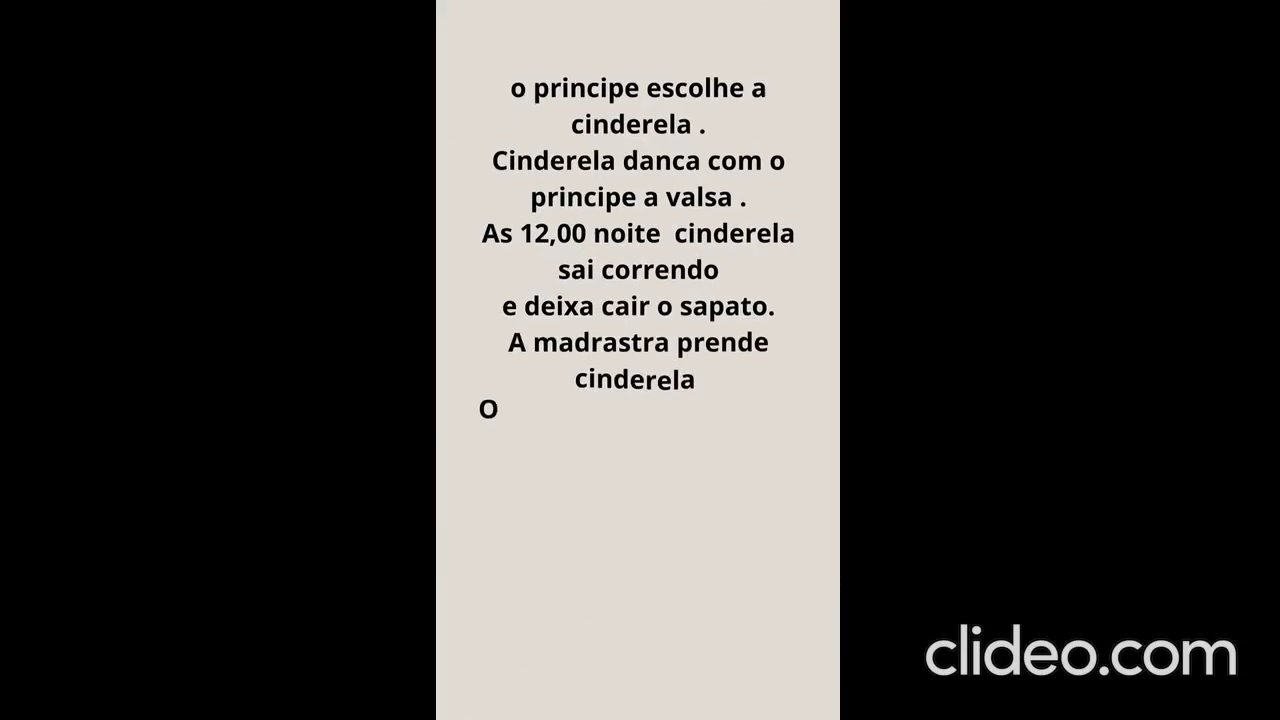 o principe escolhe a
cinderela .
Cinderela danca com o
principe a valsa .
As 12,00 noite  cinderela
sai correndo
e deixa cair o sapato.
A madrastra prende
cinderela
O
clideo.com